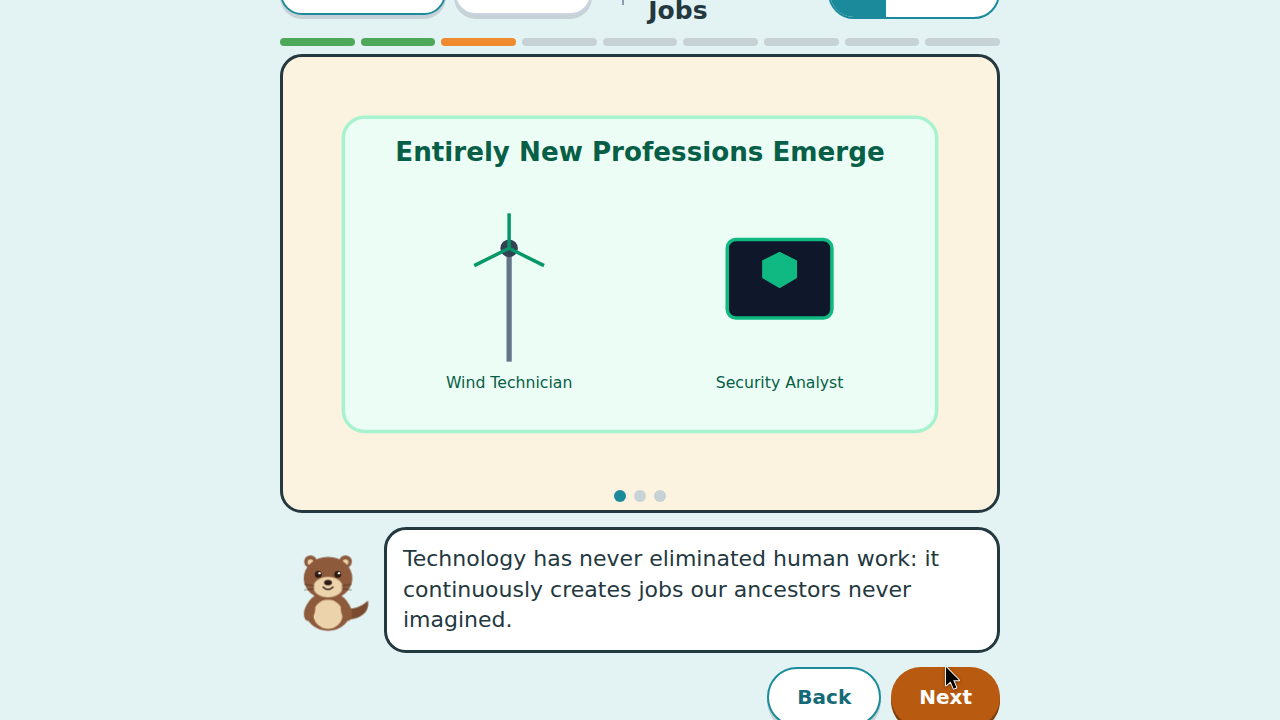 Jobs
Entirely New Professions Emerge
Wind Technician
Security Analyst
Technology has never eliminated human work: it
continuously creates jobs our ancestors never
imagined.
Back
Next